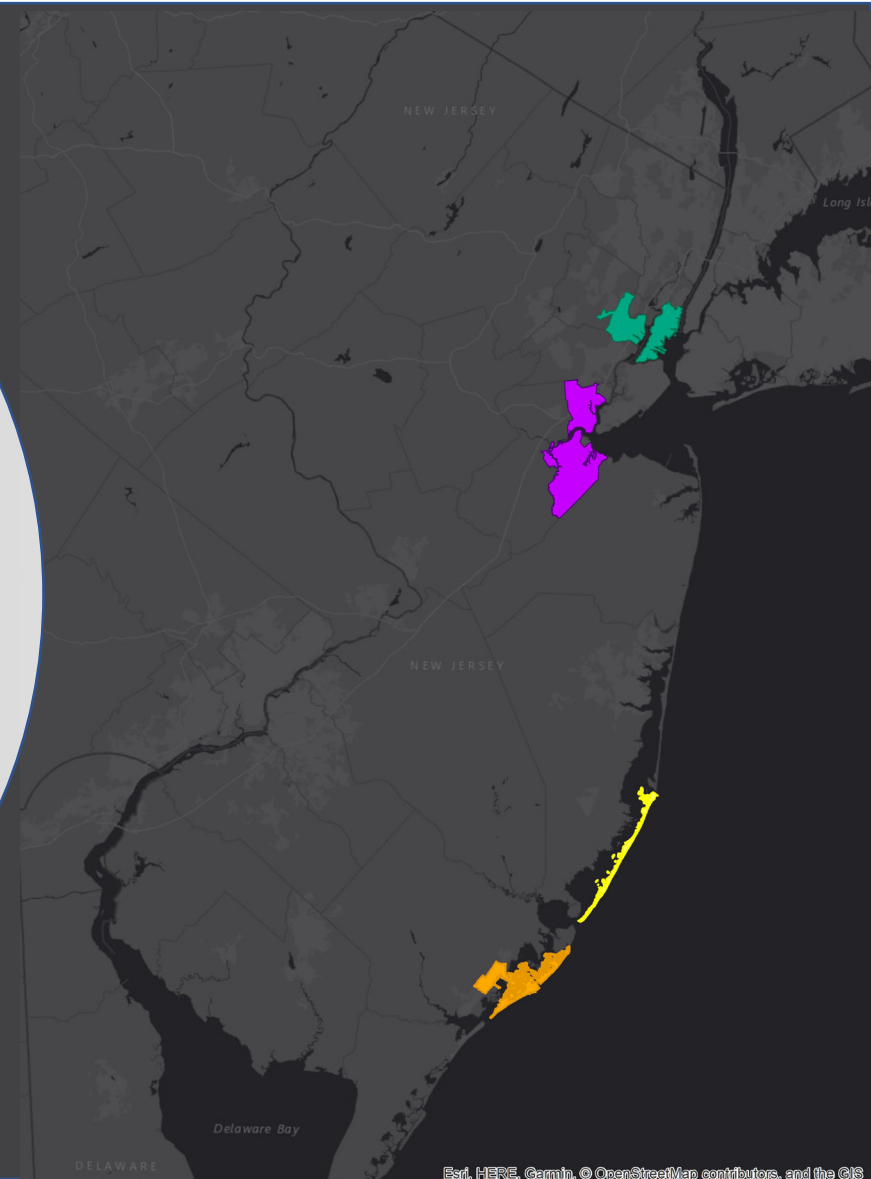 NEW JERSEY
Long Isl
NEW JERSEY
Delaware Bay
DELAWARE
Esri, HERE, Garmin, © OpenStreetMap contributors, and the GIS